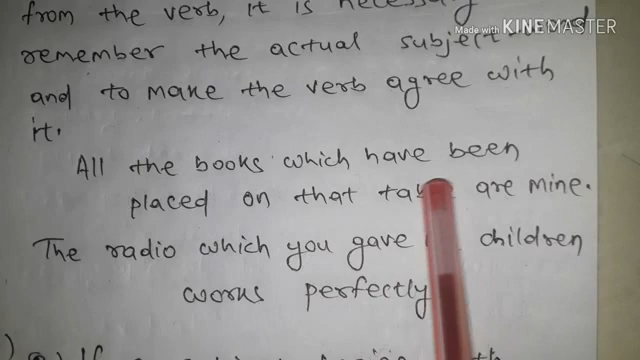 from the verb, it is necessary
Made with KINEMASTER
remember the actual subject
and to make the verb agree with
it.
All the books which have been
placed on that are mine.
The radio which you gave children
works perfectly